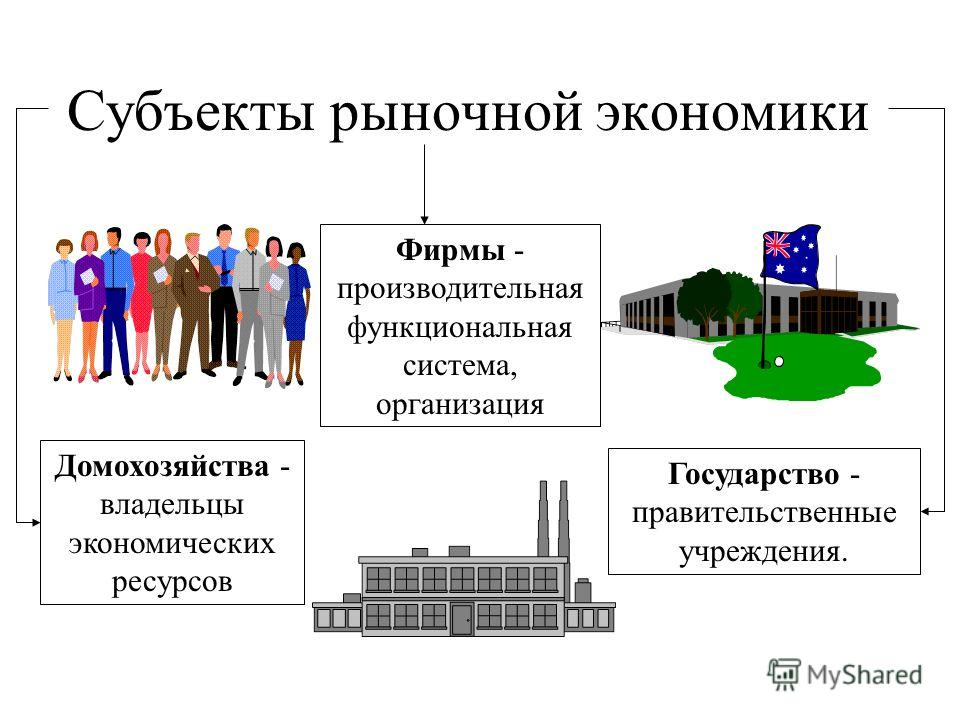 Субъекты рыночной экономики
Фирмы -
производительная
функциональная
система,
организация
Домохозяйства -
владельцы
экономических
ресурсов
Государство -
правительственные
учреждения.
MyShared